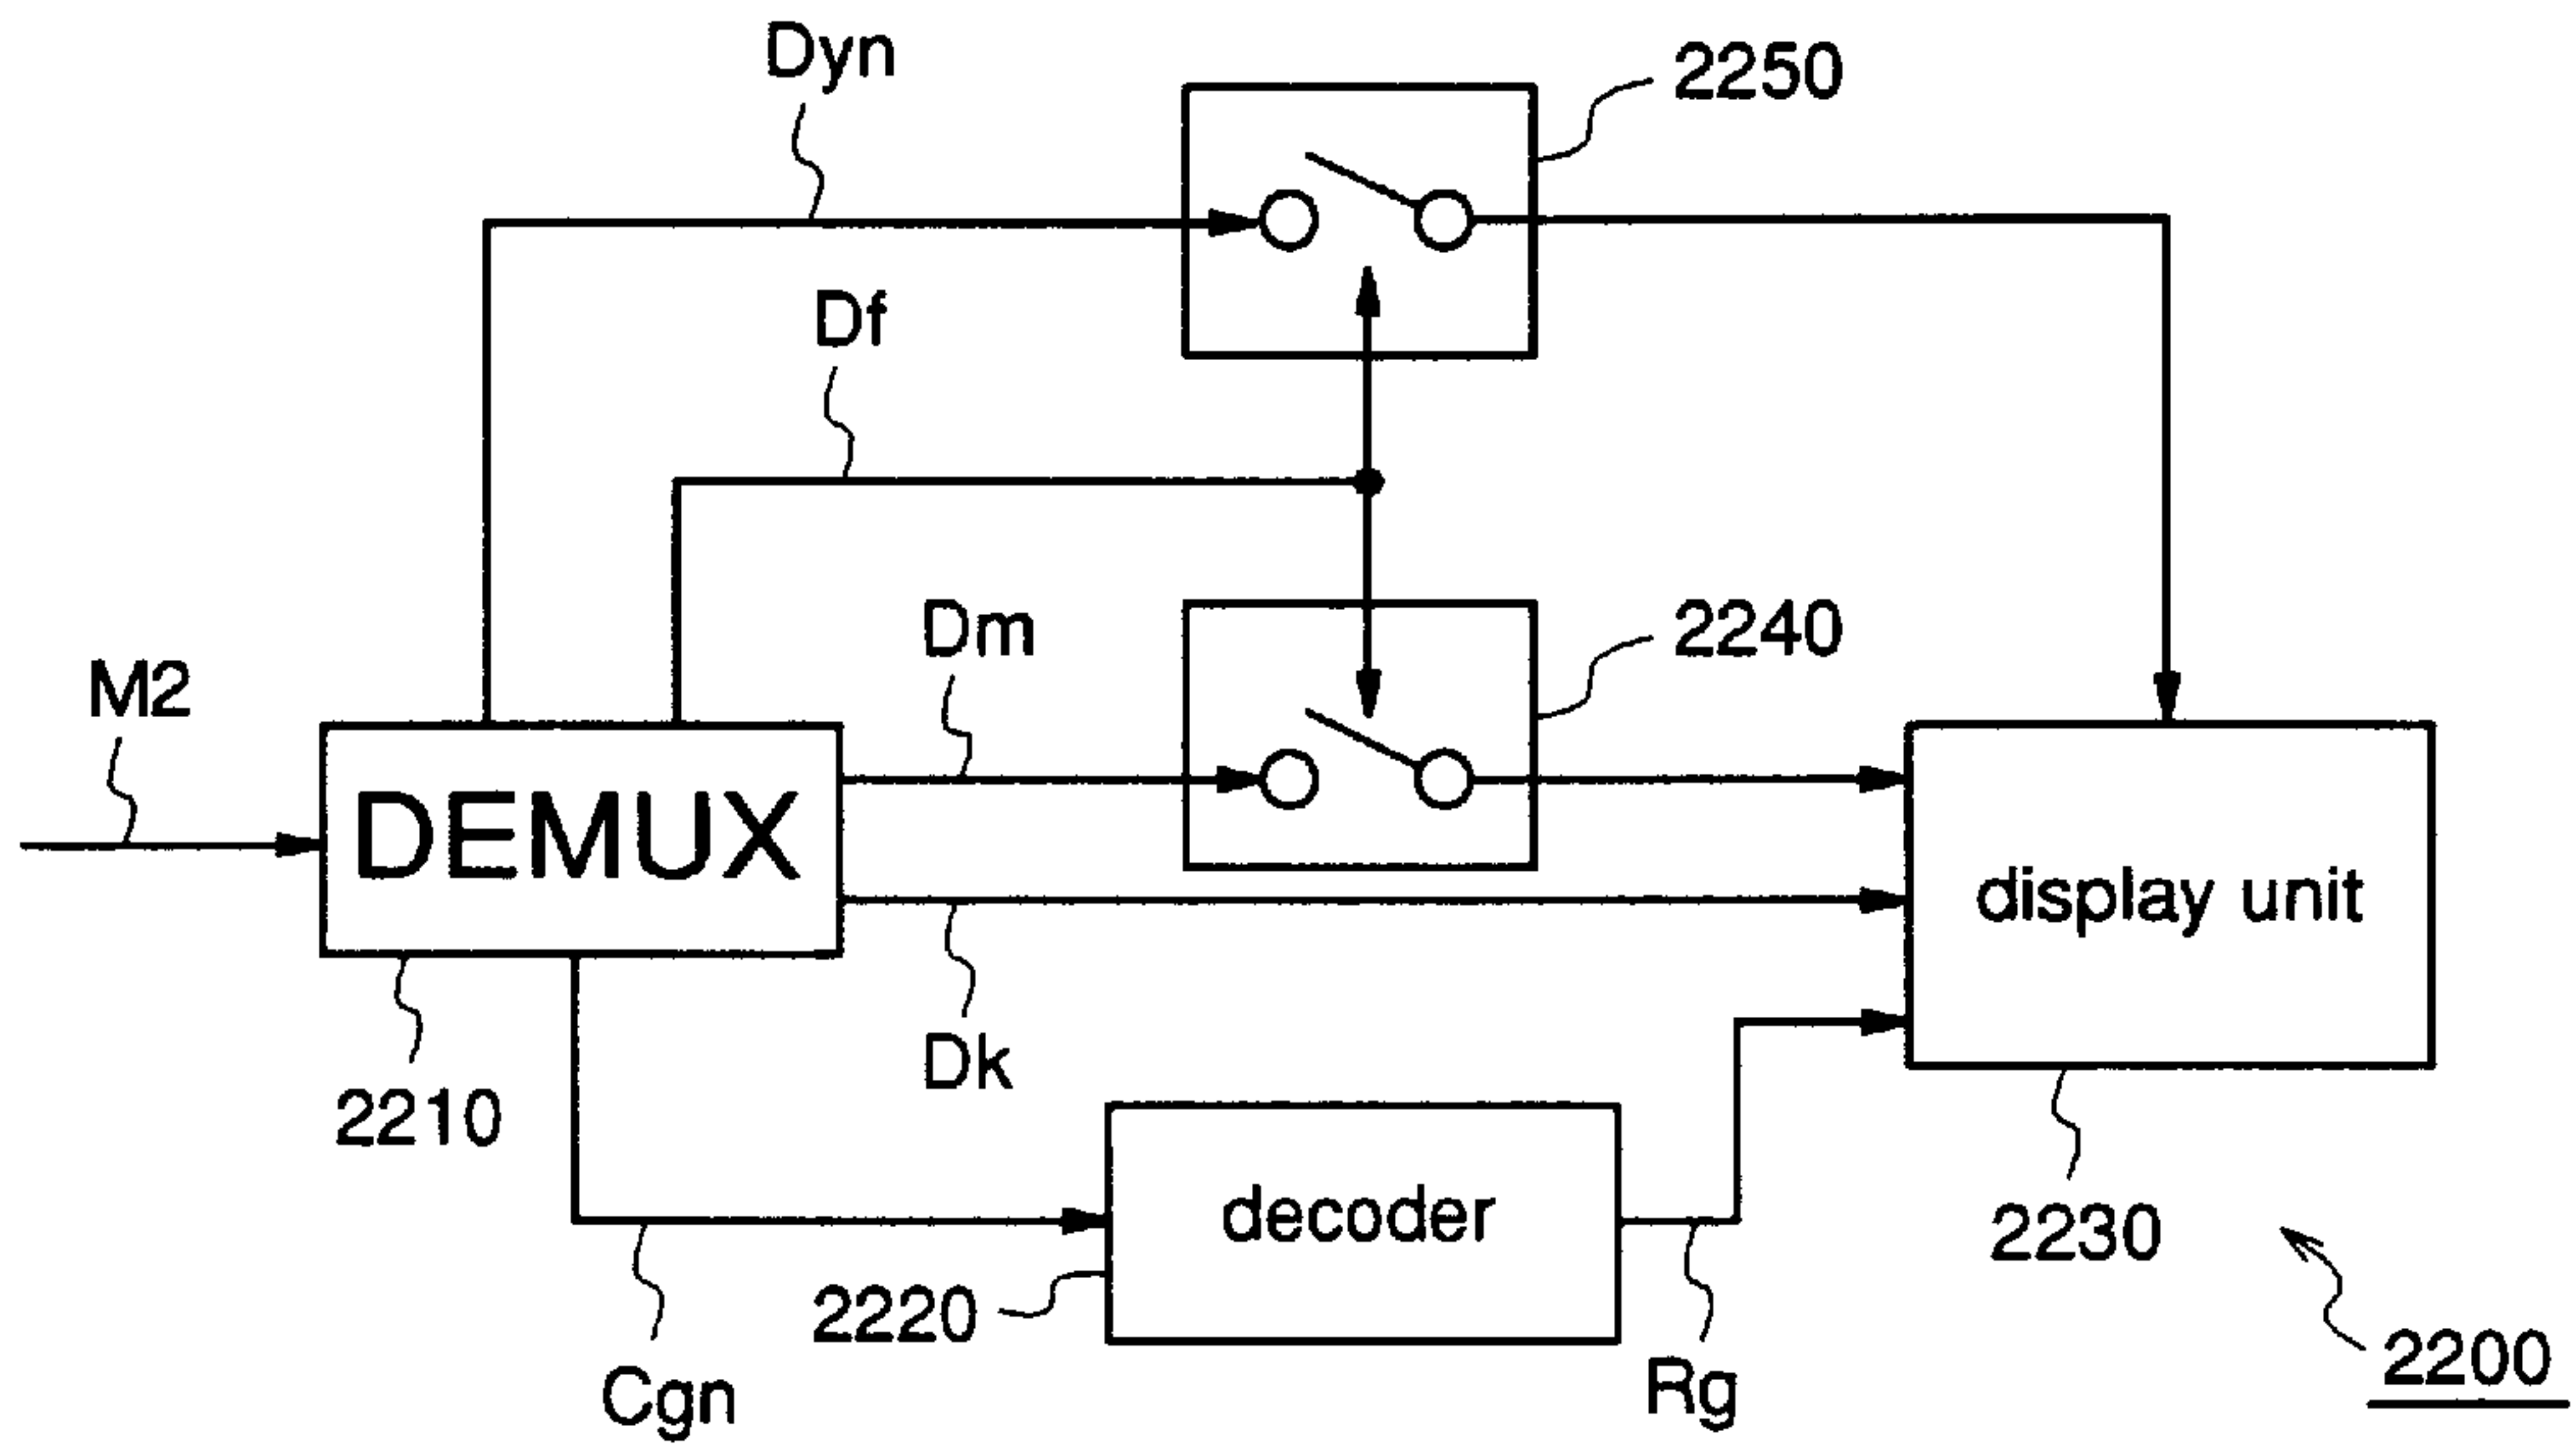 Dyn
2250
Df
Dm
2240
M2
DEMUX
display unit
Dk
2210
decoder
2230
2220
Cgn
Rg
2200